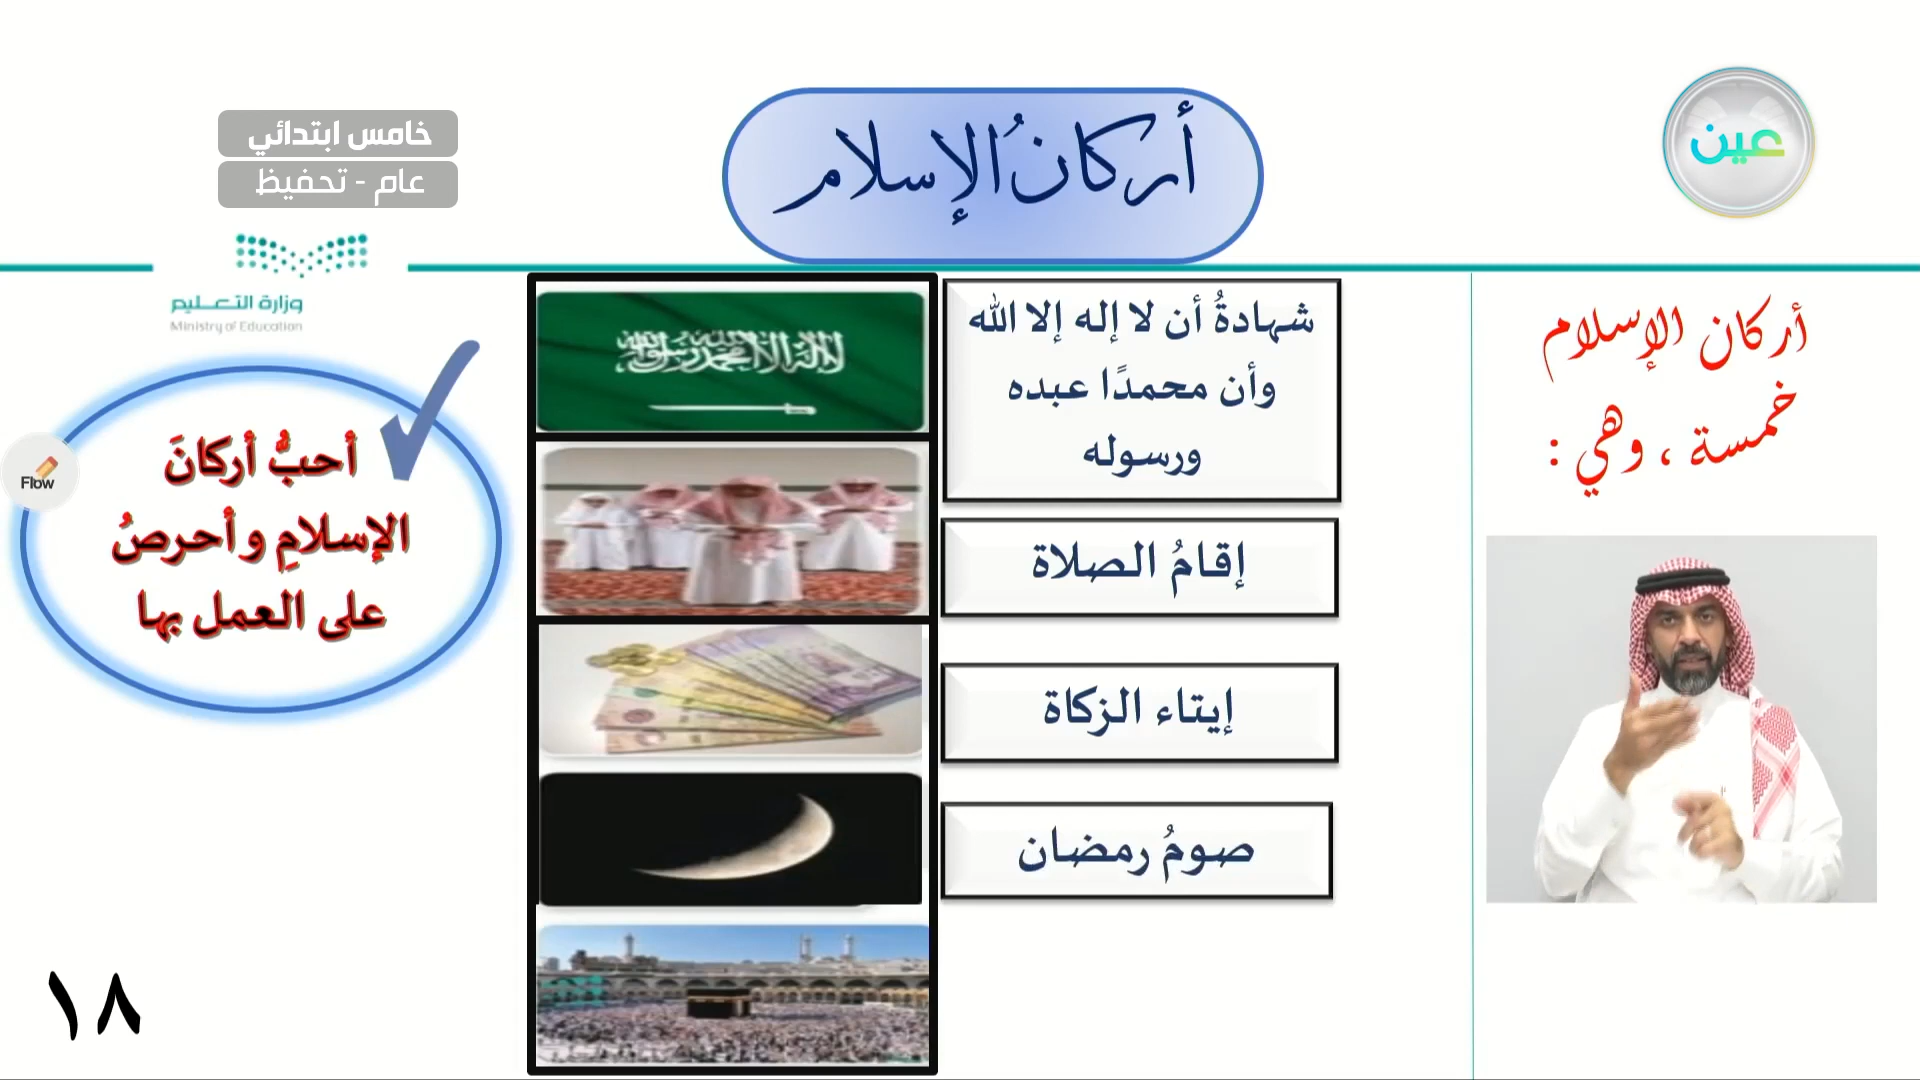 أركانُ الإسلام
عين
خامس ابتدائي
عام - تحفيظ
وزارة التعليم
Ministry of Education
أركان الإسلام
خمسة ، وهي :
شهادةُ أن لا إله إلا الله
وأن محمدًا عبده
ورسوله
إقامُ الصلاة
إيتاء الزكاة
صومُ رمضان
لا إله إلا الله محمد رسول الله
أحبُّ أركانَ
الإسلامِ وأحرصُ
على العمل بها
Flow
١٨